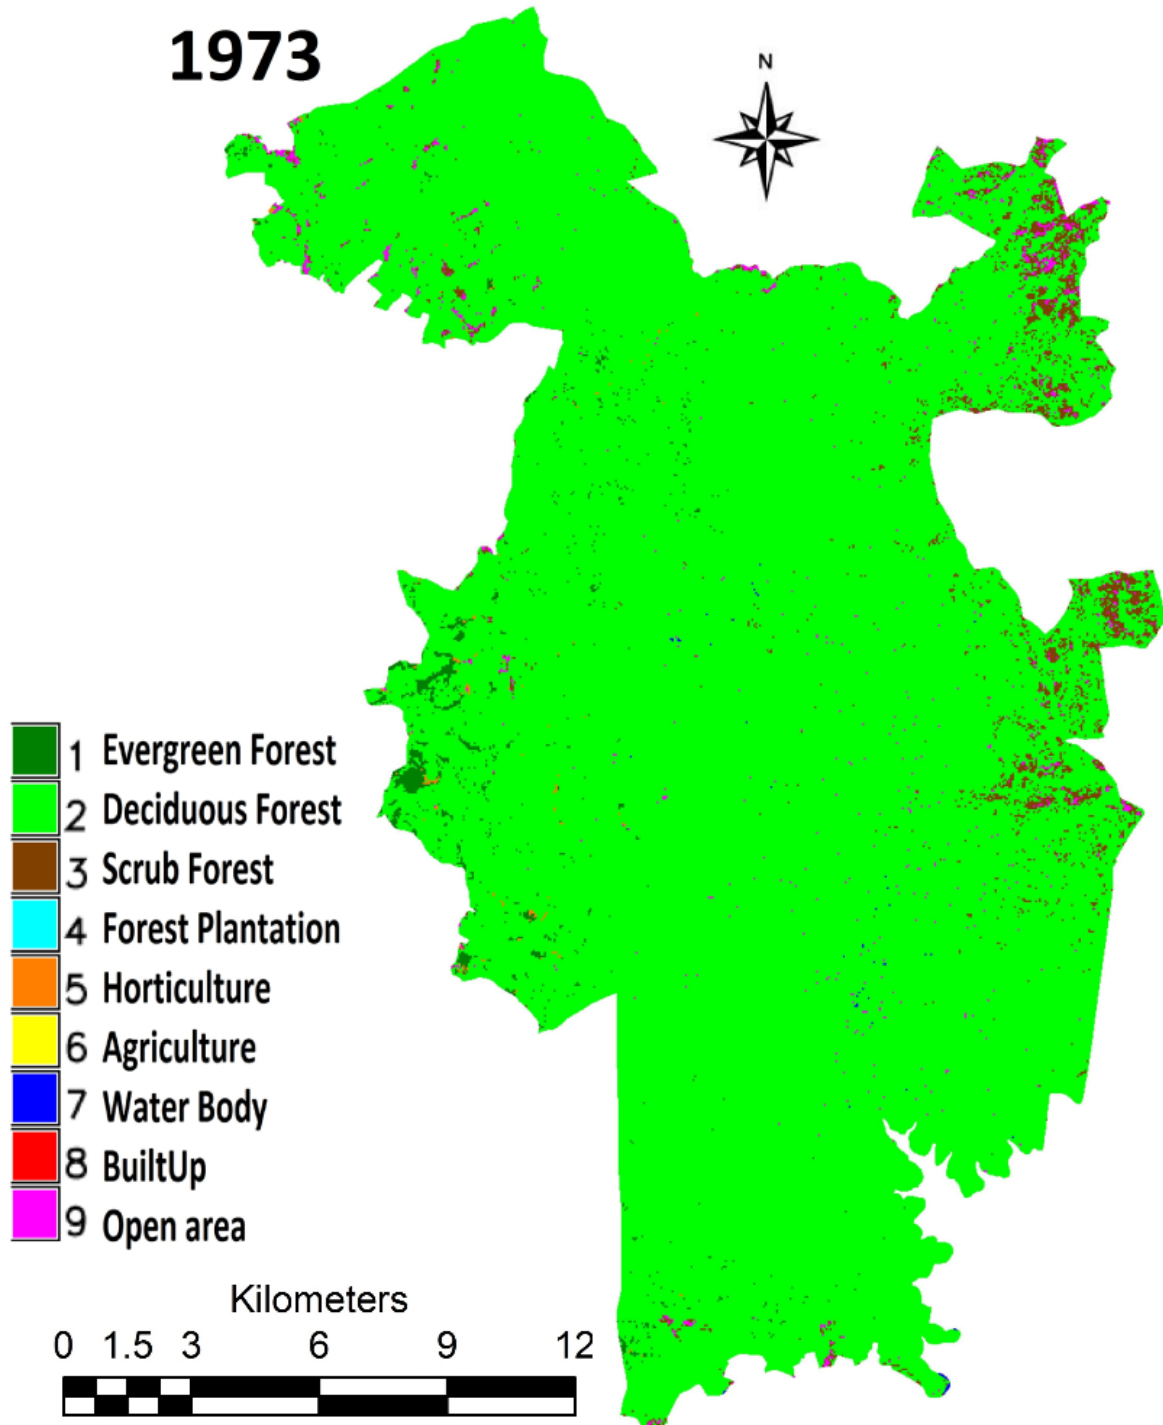 1973
N
1 Evergreen Forest
2 Deciduous Forest
3 Scrub Forest
4 Forest Plantation
5 Horticulture
6 Agriculture
7 Water Body
8 BuiltUp
9 Open area
Kilometers
0 1.5 3 6 9 12